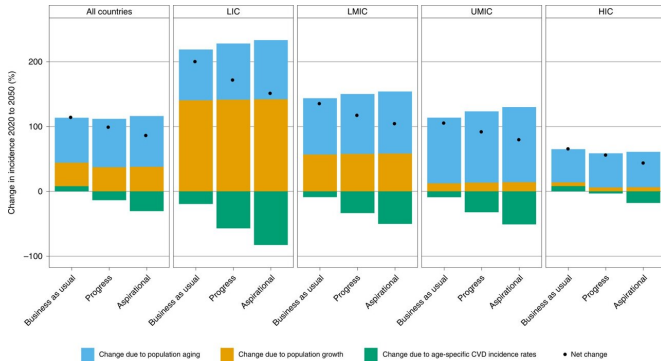 All countries
LIC
LMIC
UMIC
HIC
Change in incidence 2020 to 2050 (%)
200
100
0
−100
Business as usual
Progress
Aspirational
Business as usual
Progress
Aspirational
Business as usual
Progress
Aspirational
Business as usual
Progress
Aspirational
Business as usual
Progress
Aspirational
Change due to population aging
Change due to population growth
Change due to age-specific CVD incidence rates
Net change